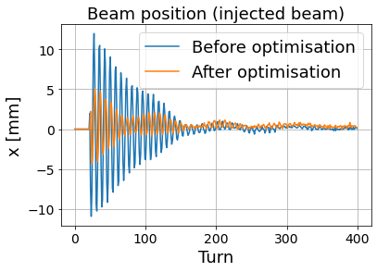 Beam position (injected beam)
Before optimisation
After optimisation
10
5
0
−5
−10
x [mm]
0
100
200
300
400
Turn